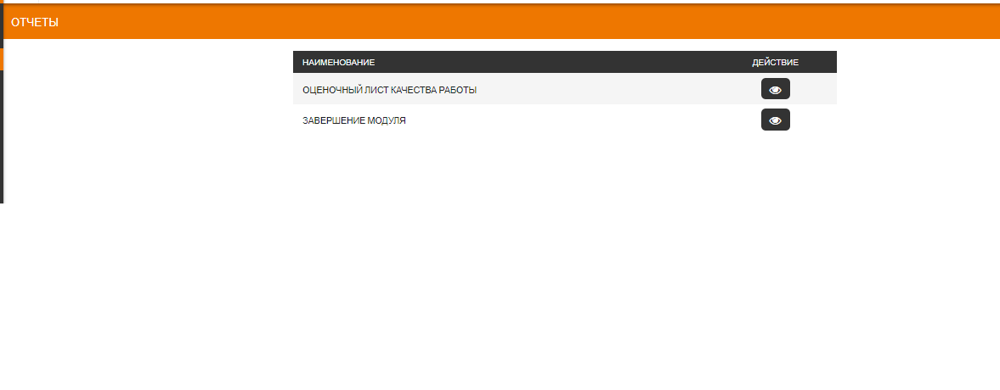 ОТЧЕТЫ
НАИМЕНОВАНИЕ ДЕЙСТВИЕ
ОЦЕНОЧНЫЙ ЛИСТ КАЧЕСТВА РАБОТЫ
ЗАВЕРШЕНИЕ МОДУЛЯ